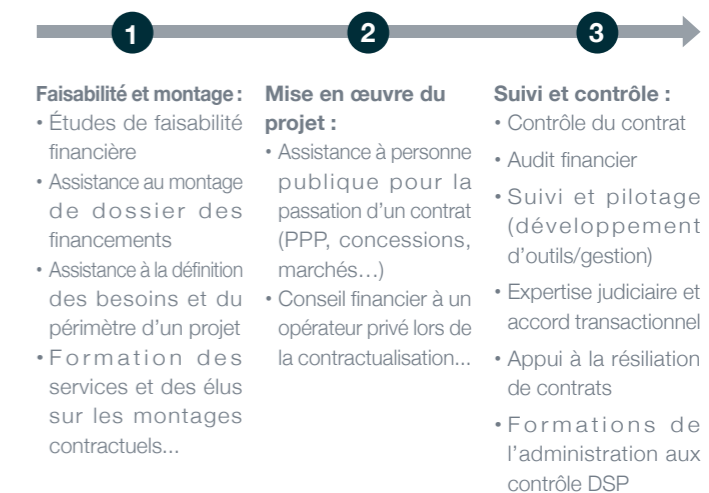 1
2
3
Faisabilité et montage :
• Études de faisabilité
financière
• Assistance au montage
de dossier des
financements
• Assistance à la définition
des besoins et du
périmètre d’un projet
• Formation des
services et des élus
sur les montages
contractuels...
Mise en œuvre du
projet :
• Assistance à personne
publique pour la
passation d’un contrat
(PPP, concessions,
marchés…)
• Conseil financier à un
opérateur privé lors de
la contractualisation...
Suivi et contrôle :
• Contrôle du contrat
• Audit financier
• Suivi et pilotage
(développement
d’outils/gestion)
• Expertise judiciaire et
accord transactionnel
• Appui à la résiliation
de contrats
• Formations de
l’administration aux
contrôle DSP